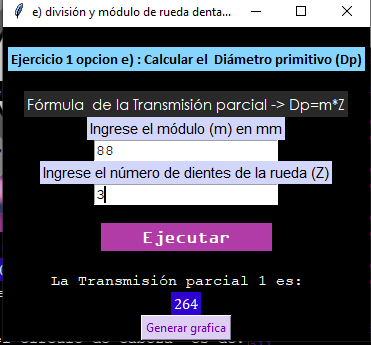 e) división y módulo de rueda denta...
Ejercicio 1 opcion e) : Calcular el Diámetro primitivo (Dp)
Fórmula de la Transmisión parcial -> Dp=m*Z
Ingrese el módulo (m) en mm
88
Ingrese el número de dientes de la rueda (Z)
3
Ejecutar
La Transmisión parcial 1 es:
264
Generar grafica